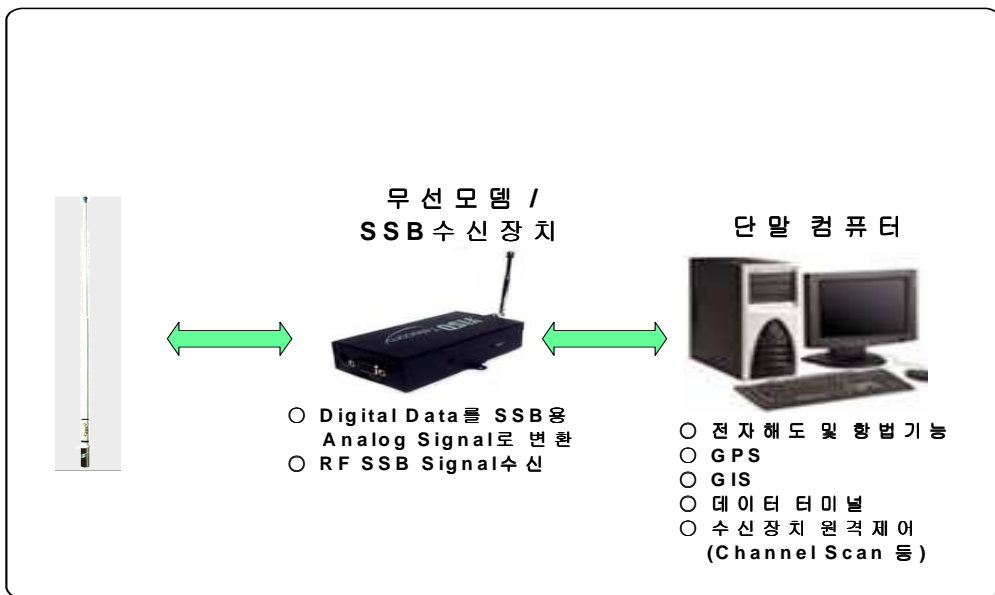 무선모뎀 /
SSB수신장치
단말 컴퓨터
○ Digital Data를 SSB용
Analog Signal로 변환
○ RF SSB Signal수신
○ 전자해도 및 항법기능
○ GPS
○ GIS
○ 데이터 터미널
○ 수신장치 원격제어
(Channel Scan 등)